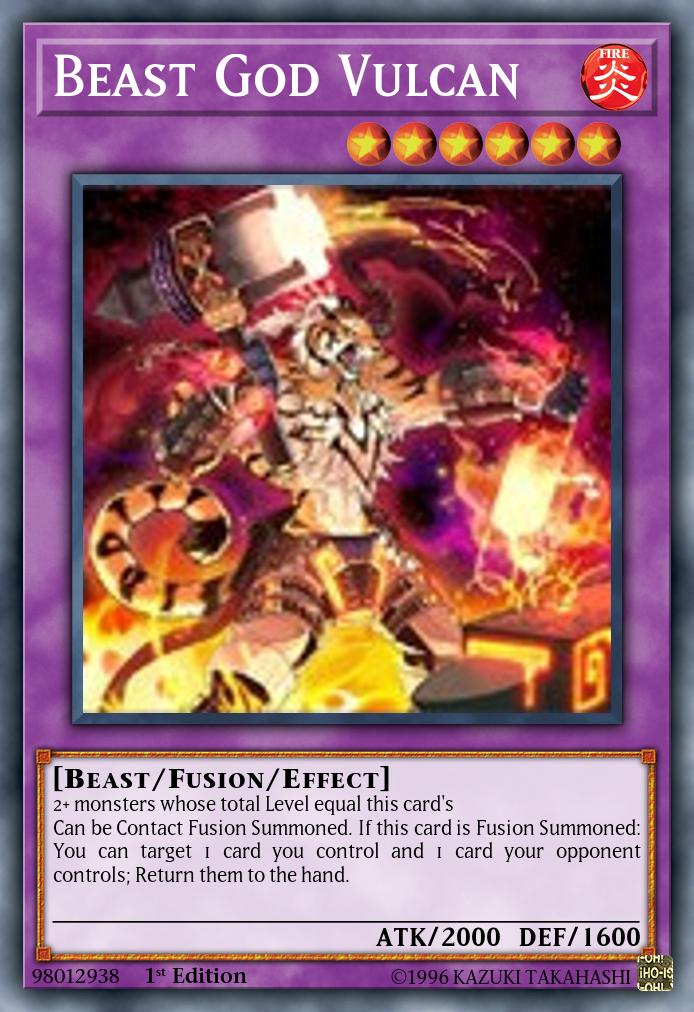 Beast God Vulcan
FIRE
炎
[Beast/Fusion/Effect]
2+ monsters whose total Level equal this card's
Can be Contact Fusion Summoned. If this card is Fusion Summoned:
You can target 1 card you control and 1 card your opponent
controls; Return them to the hand.
ATK/2000 DEF/1600
98012938 1st Edition ©1996 KAZUKI TAKAHASHI